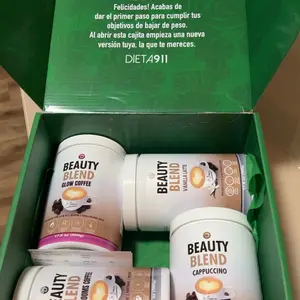 Felicidades! Acabas de
dar el primer paso para cumplir tus
objetivos de bajar de peso.
Al abrir esta cajita empieza una nueva
versión tuya, la que te mereces.
DIETA911
BEAUTY
BLEND
GLOW COFFEE
BEAUTY
BLEND
VANILLA LATTE
BEAUTY
BLEND
CAPPUCCINO
BEAUTY
BLEND
COFFEE